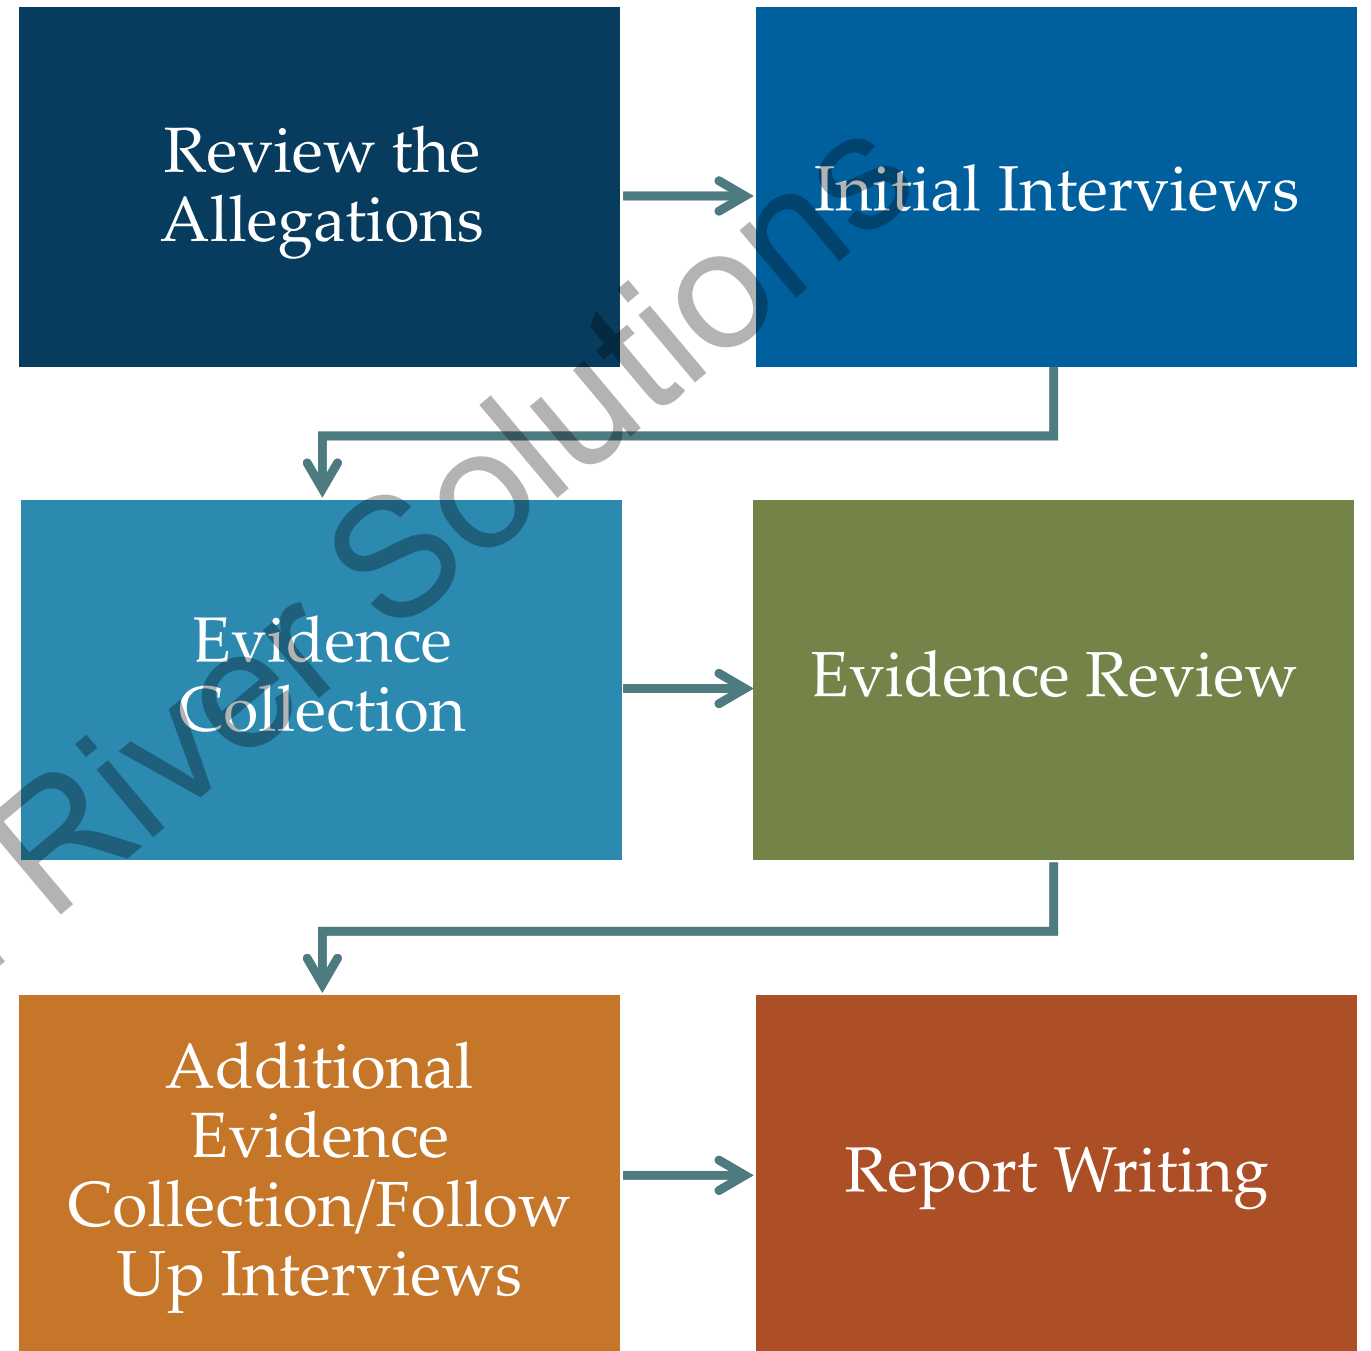 Review the
Allegations
Initial Interviews
Evidence
Collection
Evidence Review
Additional
Evidence
Collection/Follow
Up Interviews
Report Writing
River Solutions